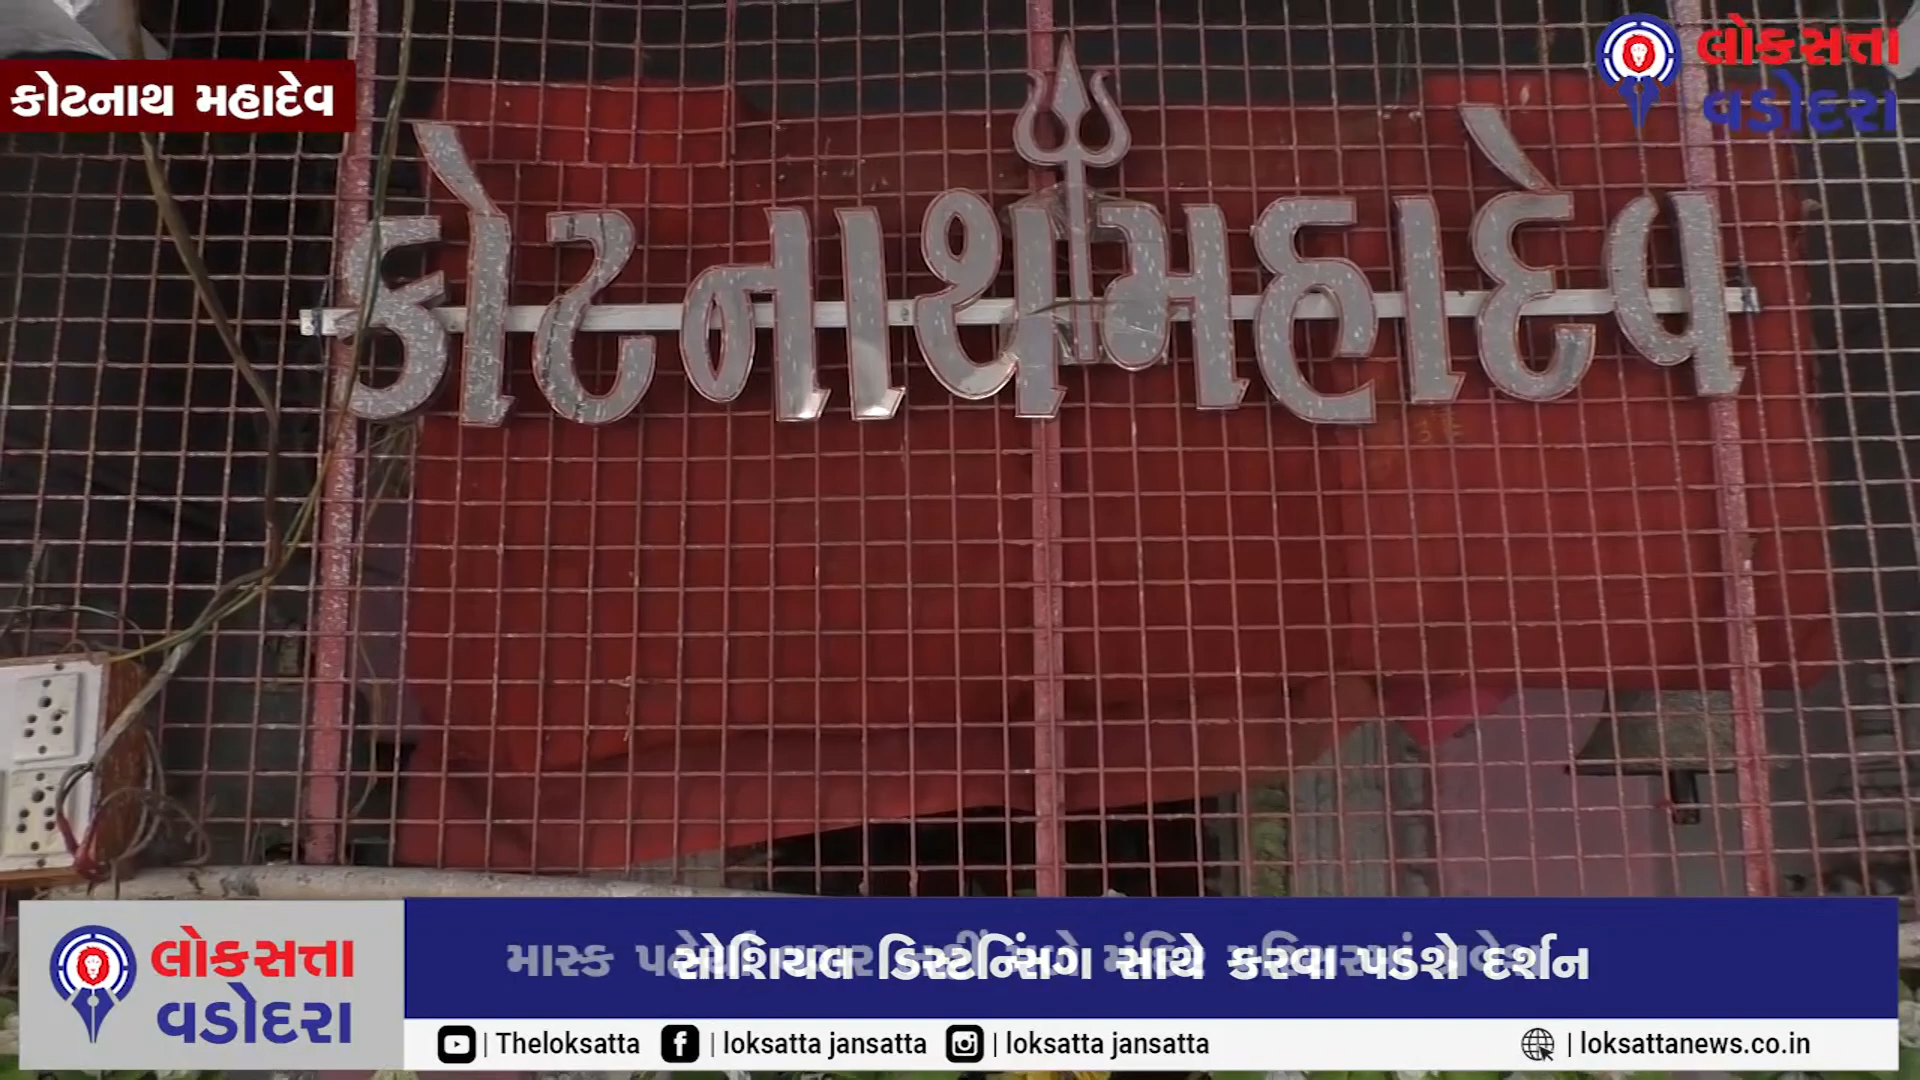 લોકસત્તા
વડોદરા
કોટનાથ મહાદેવ
કોટનાથ મહાદેવ
લોકસત્તા
વડોદરા
સોશિયલ ડિસ્ટન્સિંગ સાથે કરવા પડશે દર્શન
માસ્ક
| Theloksatta | loksatta jansatta | loksatta jansatta | loksattanews.co.in